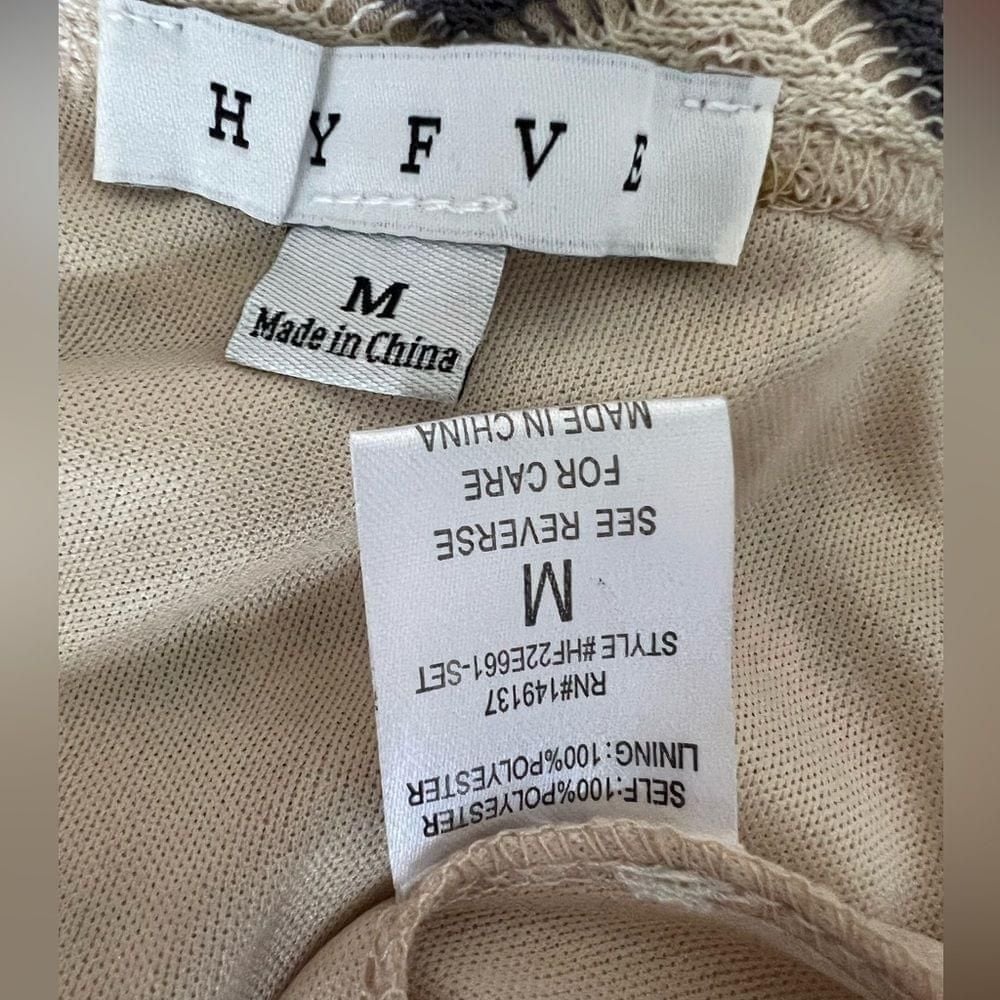 HYFVE
M
Made in China
SELF:100%POLYESTER
LINING:100%POLYESTER
RN#149137
STYLE #HF22E661-SET
M
SEE REVERSE
FOR CARE
MADE IN CHINA